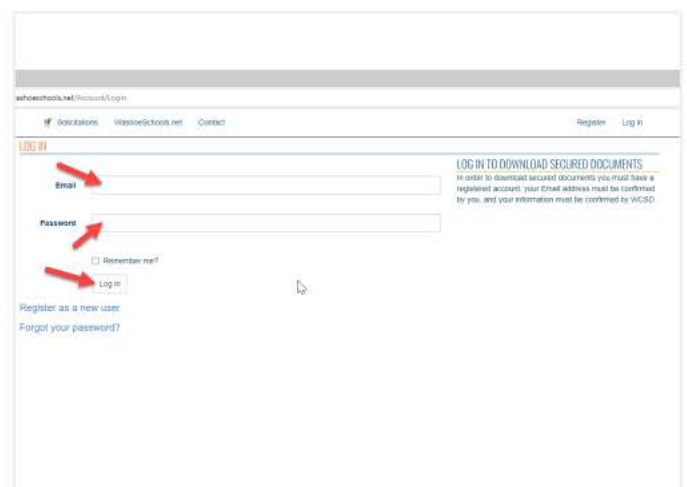 ashoeschools.net/Account/Login
Solicitations WashoeSchools.net Contact Register Log in
LOG IN
LOG IN TO DOWNLOAD SECURED DOCUMENTS
In order to download secured documents you must have a
registered account, your Email address must be confirmed
by you, and your information must be confirmed by WCSD
Email
Password
Remember me?
Log in
Register as a new user
Forgot your password?